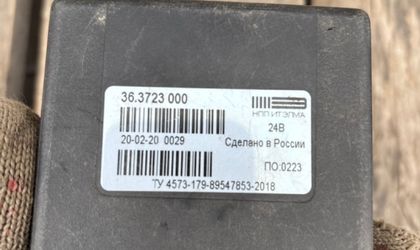 36.3723 000
НПП ИТЭЛМА
24В
20-02-20 0029
Сделано в России
ПО:0223
ТУ 4573-179-89547853-2018